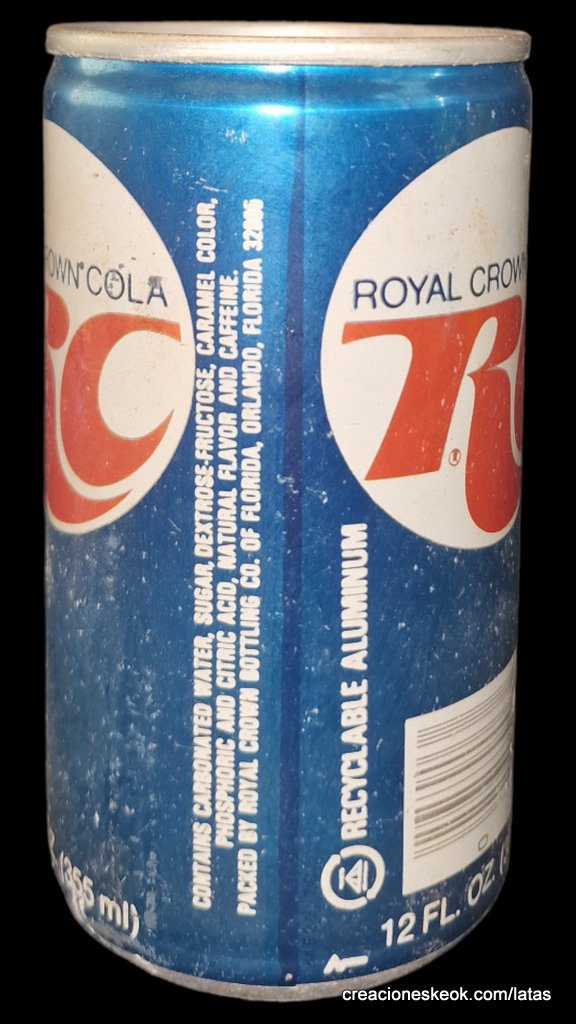 OWN COLA
RC
ROYAL CROWN
R
®
CONTAINS CARBONATED WATER, SUGAR, DEXTROSE-FRUCTOSE, CARAMEL COLOR,
PHOSPHORIC AND CITRIC ACID, NATURAL FLAVOR AND CAFFEINE.
PACKED BY ROYAL CROWN BOTTLING CO. OF FLORIDA, ORLANDO, FLORIDA 32806
RECYCLABLE ALUMINUM
Z. (355 ml)
12 FL. OZ. (
creacioneskeok.com/latas